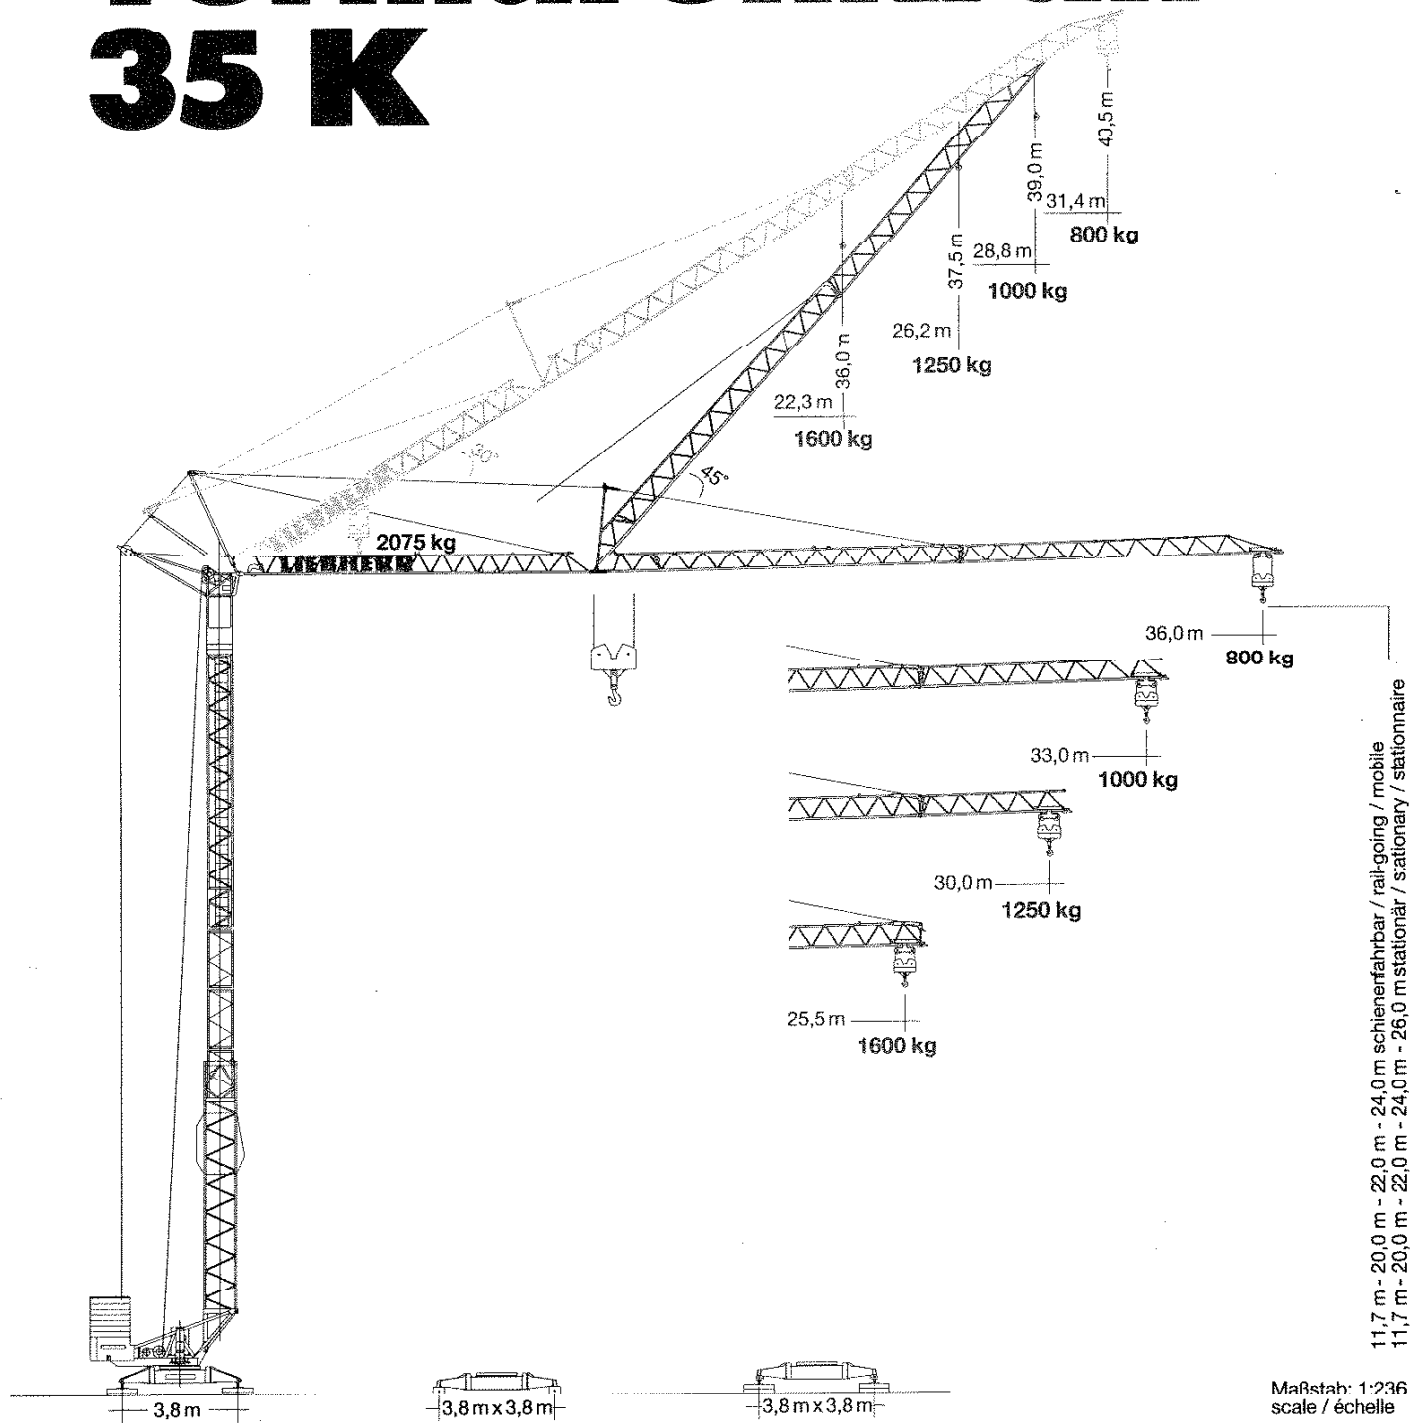 35 K
40,5 m
39,0 m
31,4 m
800 kg
37,5 m
28,8 m
1000 kg
26,2 m
1250 kg
36,0 m
22,3 m
1600 kg
30°
45°
2075 kg
LIEBHERR
36,0 m
800 kg
33,0 m
1000 kg
30,0 m
1250 kg
25,5 m
1600 kg
11,7 m - 20,0 m - 22,0 m - 24,0 m schienenfahrbar / rail-going / mobile
11,7 m - 20,0 m - 22,0 m - 24,0 m - 26,0 m stationär / stationary / stationnaire
3,8 m
3,8 m x 3,8 m
3,8 m x 3,8 m
Maßstab: 1:236
scale / échelle